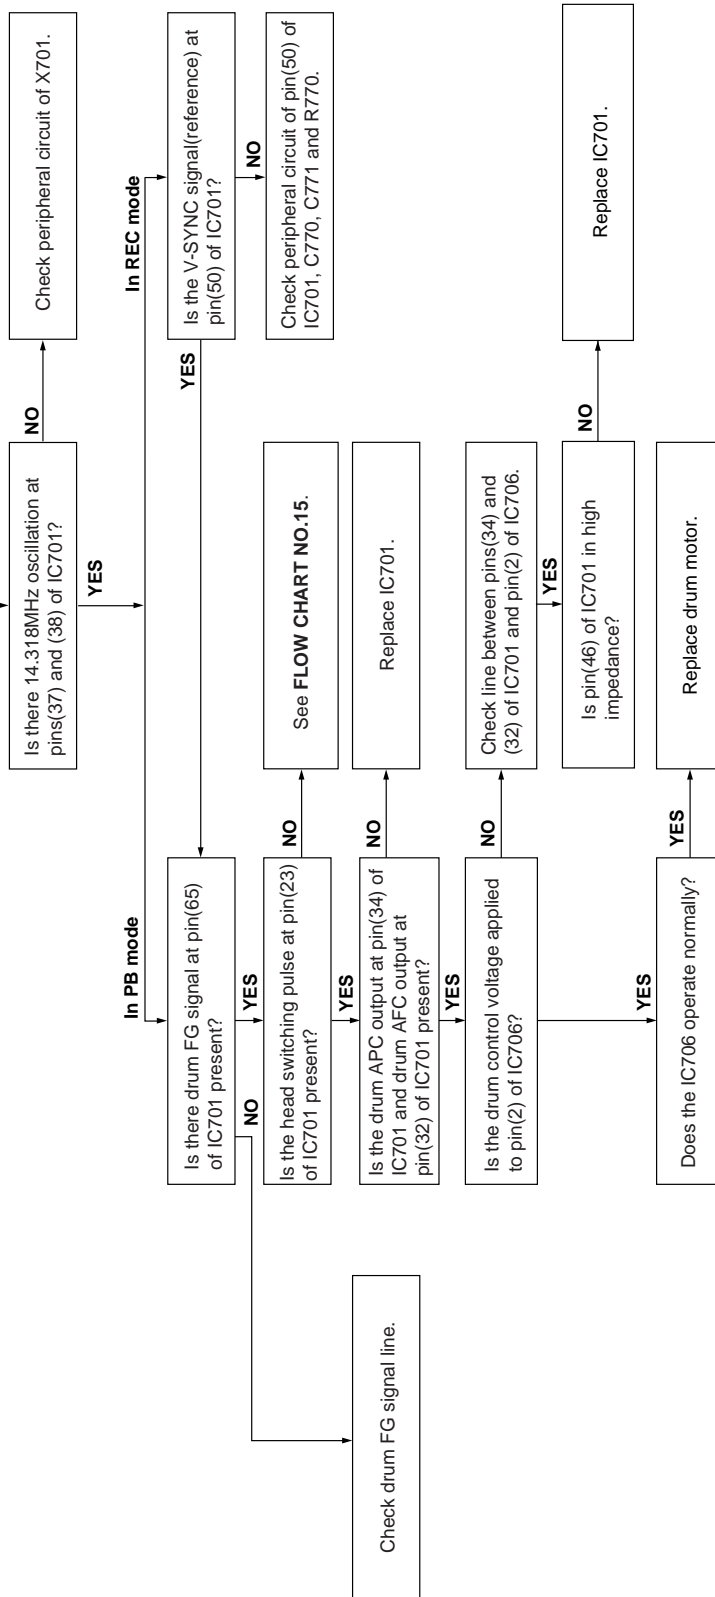 Is there 14.318MHz oscillation at
pins(37) and (38) of IC701?
NO
Check peripheral circuit of X701.
YES
In PB mode
In REC mode
Is the V-SYNC signal(reference) at
pin(50) of IC701?
YES
NO
Check peripheral circuit of pin(50) of
IC701, C770, C771 and R770.
Is there drum FG signal at pin(65)
of IC701 present?
NO
YES
Check drum FG signal line.
Is the head switching pulse at pin(23)
of IC701 present?
NO
See FLOW CHART NO.15.
YES
Is the drum APC output at pin(34) of
IC701 and drum AFC output at
pin(32) of IC701 present?
NO
Replace IC701.
YES
Is the drum control voltage applied
to pin(2) of IC706?
NO
Check line between pins(34) and
(32) of IC701 and pin(2) of IC706.
YES
Is pin(46) of IC701 in high
impedance?
NO
Replace IC701.
YES
Does the IC706 operate normally?
YES
Replace drum motor.